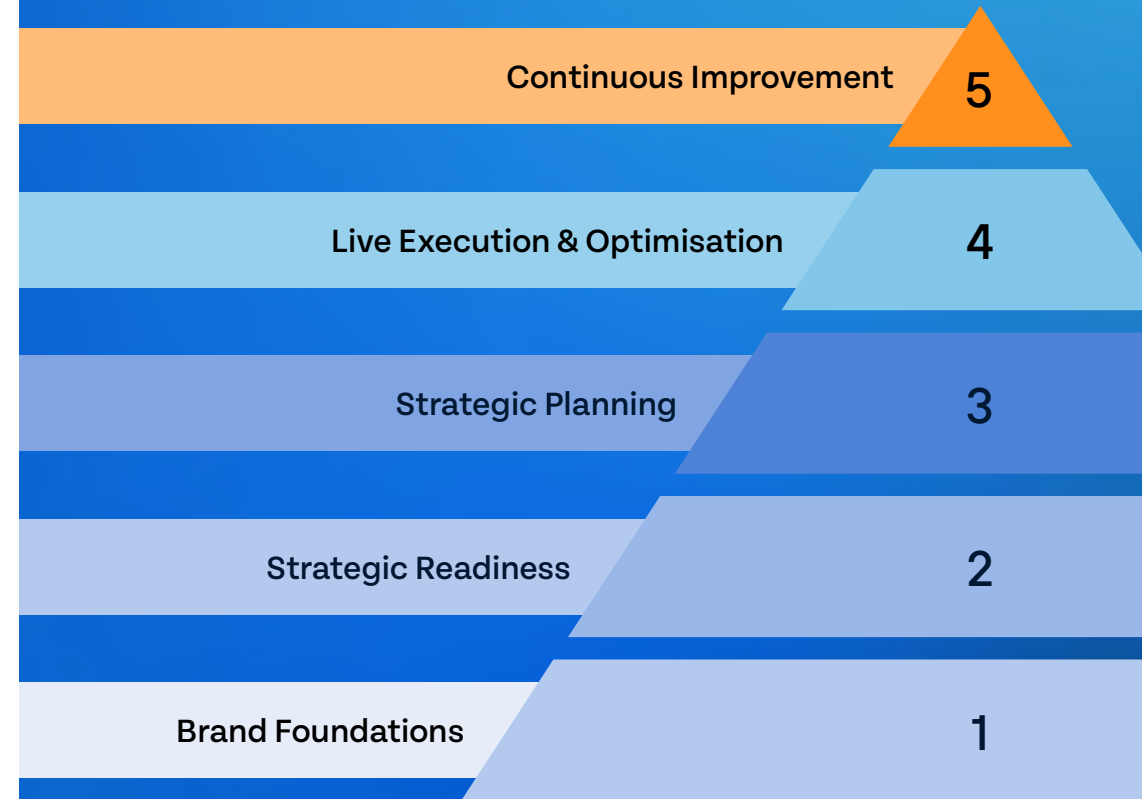 Continuous Improvement 5
Live Execution & Optimisation 4
Strategic Planning 3
Strategic Readiness 2
Brand Foundations 1